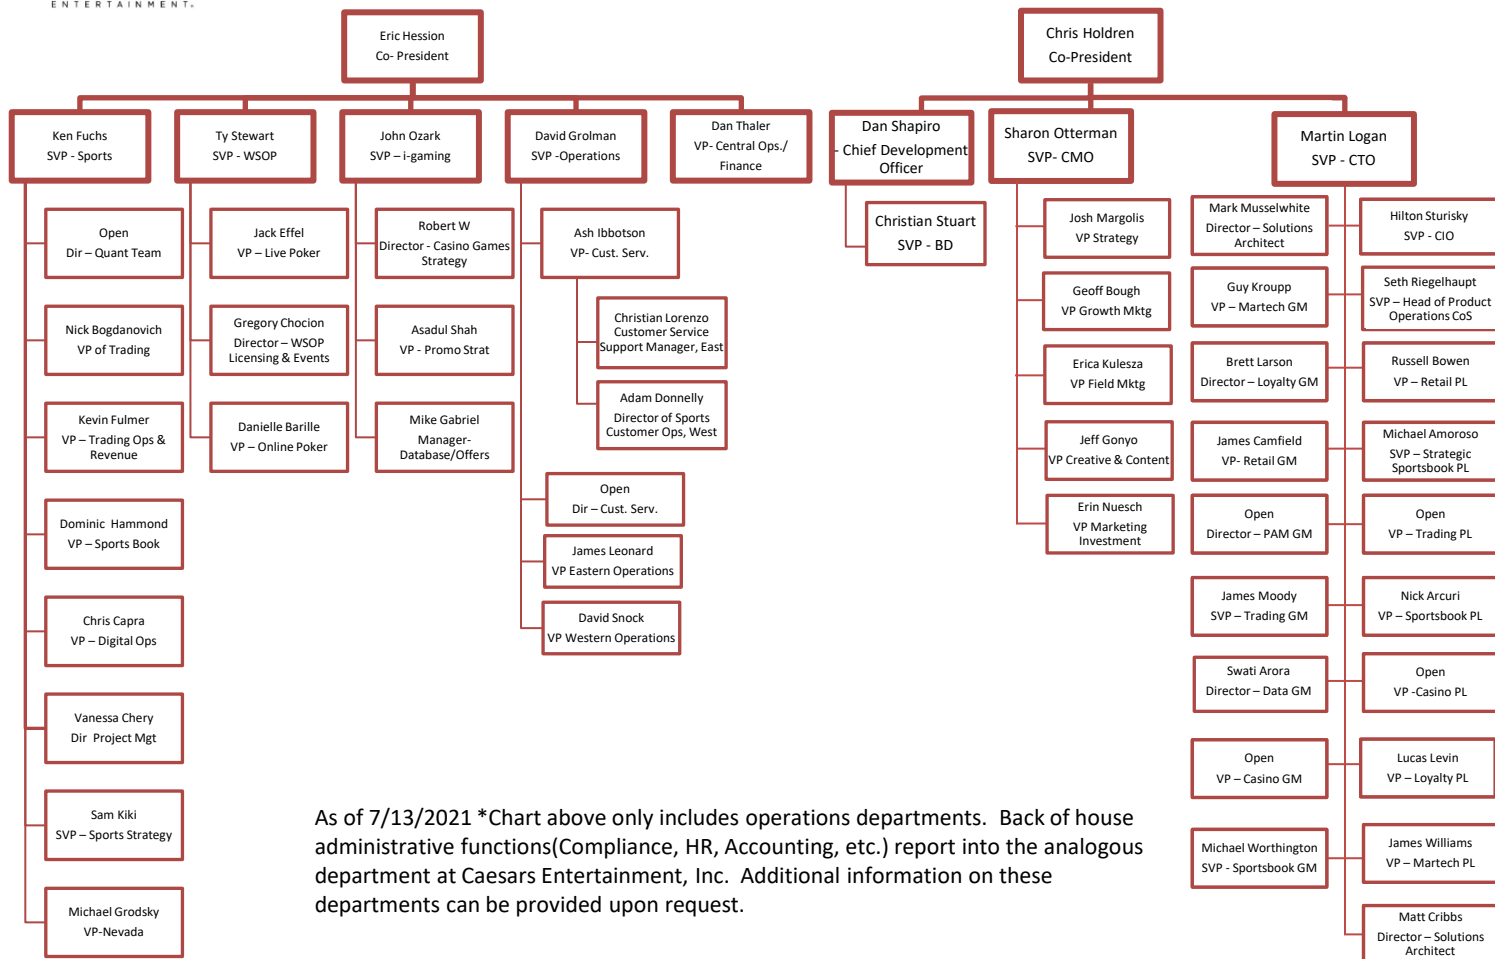 ENTERTAINMENT.
Eric Hession
Co- President
Chris Holdren
Co-President
Ken Fuchs
SVP - Sports
Ty Stewart
SVP - WSOP
John Ozark
SVP – i-gaming
David Grolman
SVP -Operations
Dan Thaler
VP- Central Ops./
Finance
Dan Shapiro
- Chief Development
Officer
Sharon Otterman
SVP- CMO
Martin Logan
SVP - CTO
Open
Dir – Quant Team
Nick Bogdanovich
VP of Trading
Kevin Fulmer
VP – Trading Ops &
Revenue
Dominic  Hammond
VP – Sports Book
Chris Capra
VP – Digital Ops
Vanessa Chery
Dir  Project Mgt
Sam Kiki
SVP – Sports Strategy
Michael Grodsky
VP-Nevada
Jack Effel
VP – Live Poker
Gregory Chocion
Director – WSOP
Licensing & Events
Danielle Barille
VP – Online Poker
Robert W
Director - Casino Games
Strategy
Asadul Shah
VP - Promo Strat
Mike Gabriel
Manager-
Database/Offers
Ash Ibbotson
VP- Cust. Serv.
Christian Lorenzo
Customer Service
Support Manager, East
Adam Donnelly
Director of Sports
Customer Ops, West
Open
Dir – Cust. Serv.
James Leonard
VP Eastern Operations
David Snock
VP Western Operations
Christian Stuart
SVP - BD
Josh Margolis
VP Strategy
Geoff Bough
VP Growth Mktg
Erica Kulesza
VP Field Mktg
Jeff Gonyo
VP Creative & Content
Erin Nuesch
VP Marketing
Investment
Mark Musselwhite
Director – Solutions
Architect
Hilton Sturisky
SVP - CIO
Guy Kroupp
VP – Martech GM
Seth Riegelhaupt
SVP – Head of Product
Operations CoS
Brett Larson
Director – Loyalty GM
Russell Bowen
VP – Retail PL
James Camfield
VP- Retail GM
Michael Amoroso
SVP – Strategic
Sportsbook PL
Open
Director – PAM GM
Open
VP – Trading PL
James Moody
SVP – Trading GM
Nick Arcuri
VP – Sportsbook PL
Swati Arora
Director – Data GM
Open
VP -Casino PL
Open
VP – Casino GM
Lucas Levin
VP – Loyalty PL
Michael Worthington
SVP - Sportsbook GM
James Williams
VP – Martech PL
Matt Cribbs
Director – Solutions
Architect
As of 7/13/2021 *Chart above only includes operations departments.  Back of house
administrative functions(Compliance, HR, Accounting, etc.) report into the analogous
department at Caesars Entertainment, Inc.  Additional information on these
departments can be provided upon request.